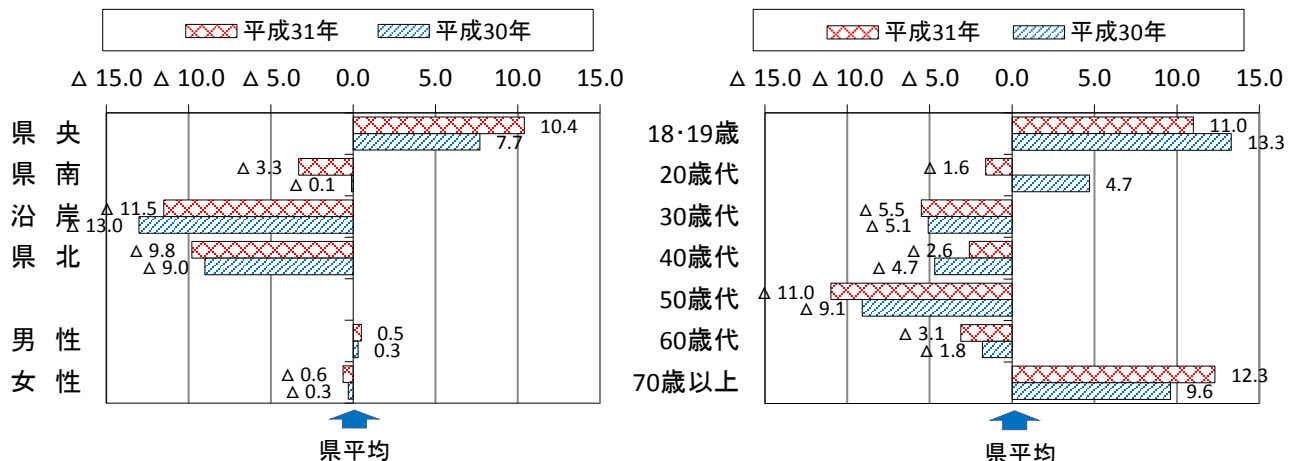 平成31年 平成30年
△ 15.0 △ 10.0 △ 5.0 0.0 5.0 10.0 15.0
県 央 10.4
7.7
県 南 △ 3.3
△ 0.1
沿 岸 △ 11.5
△ 13.0
県 北 △ 9.8
△ 9.0
男 性 0.5
0.3
女 性 △ 0.6
△ 0.3
県平均
平成31年 平成30年
△ 15.0 △ 10.0 △ 5.0 0.0 5.0 10.0 15.0
18･19歳 11.0
13.3
20歳代 △ 1.6
4.7
30歳代 △ 5.5
△ 5.1
40歳代 △ 2.6
△ 4.7
50歳代 △ 11.0
△ 9.1
60歳代 △ 3.1
△ 1.8
70歳以上 12.3
9.6
県平均